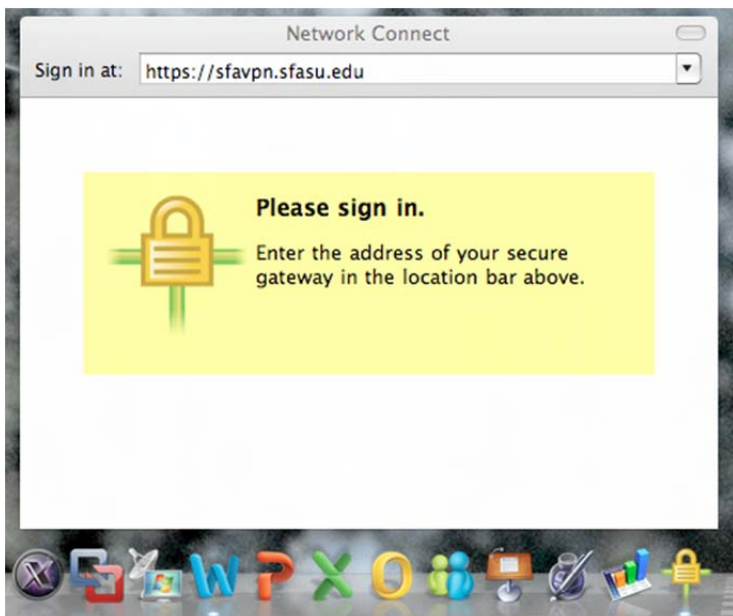 Network Connect
Sign in at: https://sfavpn.sfasu.edu
Please sign in.
Enter the address of your secure
gateway in the location bar above.